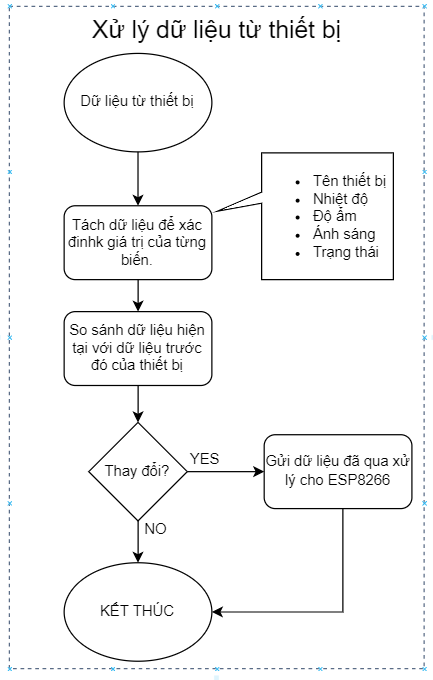 Xử lý dữ liệu từ thiết bị
Dữ liệu từ thiết bị
Tách dữ liệu để xác
đinhk giá trị của từng
biến.
• Tên thiết bị
• Nhiệt độ
• Độ ẩm
• Ánh sáng
• Trạng thái
So sánh dữ liệu hiện
tại với dữ liệu trước
đó của thiết bị
Thay đổi?
YES
Gửi dữ liệu đã qua xử
lý cho ESP8266
NO
KẾT THÚC